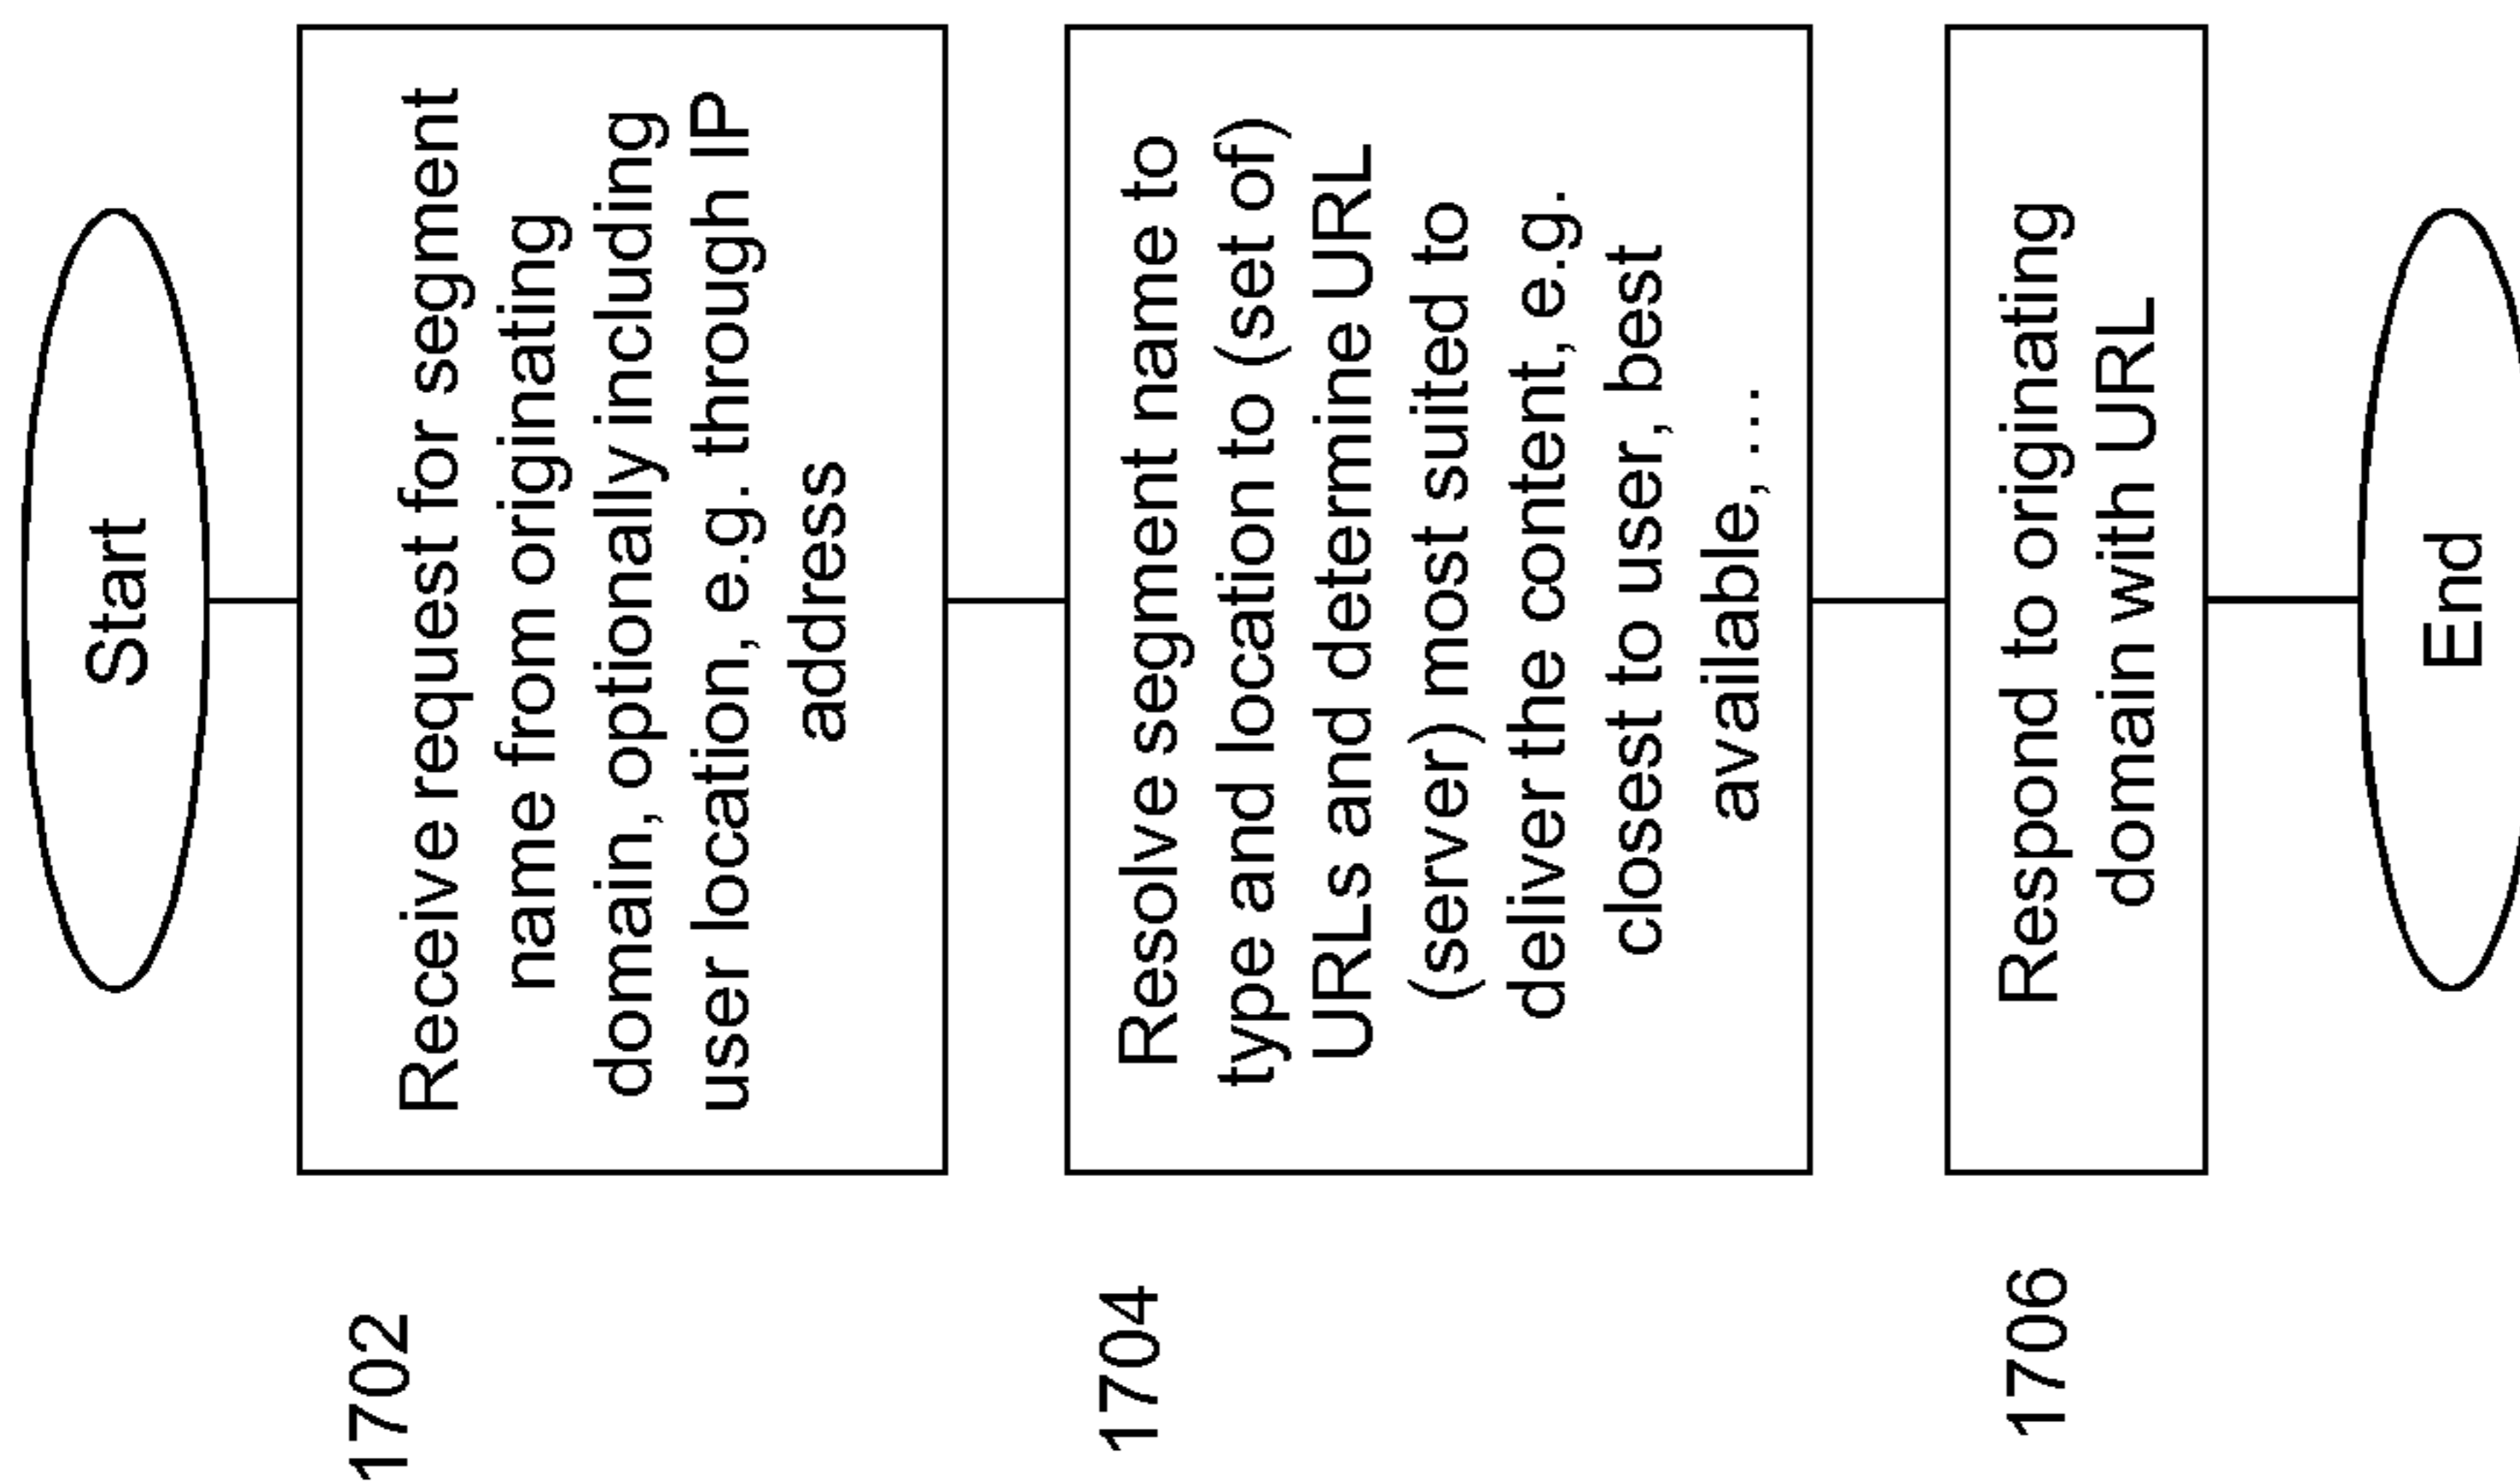 Start
1702
Receive request for segment
name from originating
domain, optionally including
user location, e.g. through IP
address
1704
Resolve segment name to
type and location to (set of)
URLs and determine URL
(server) most suited to
deliver the content, e.g.
closest to user, best
available,...
1706
Respond to originating
domain with URL
End